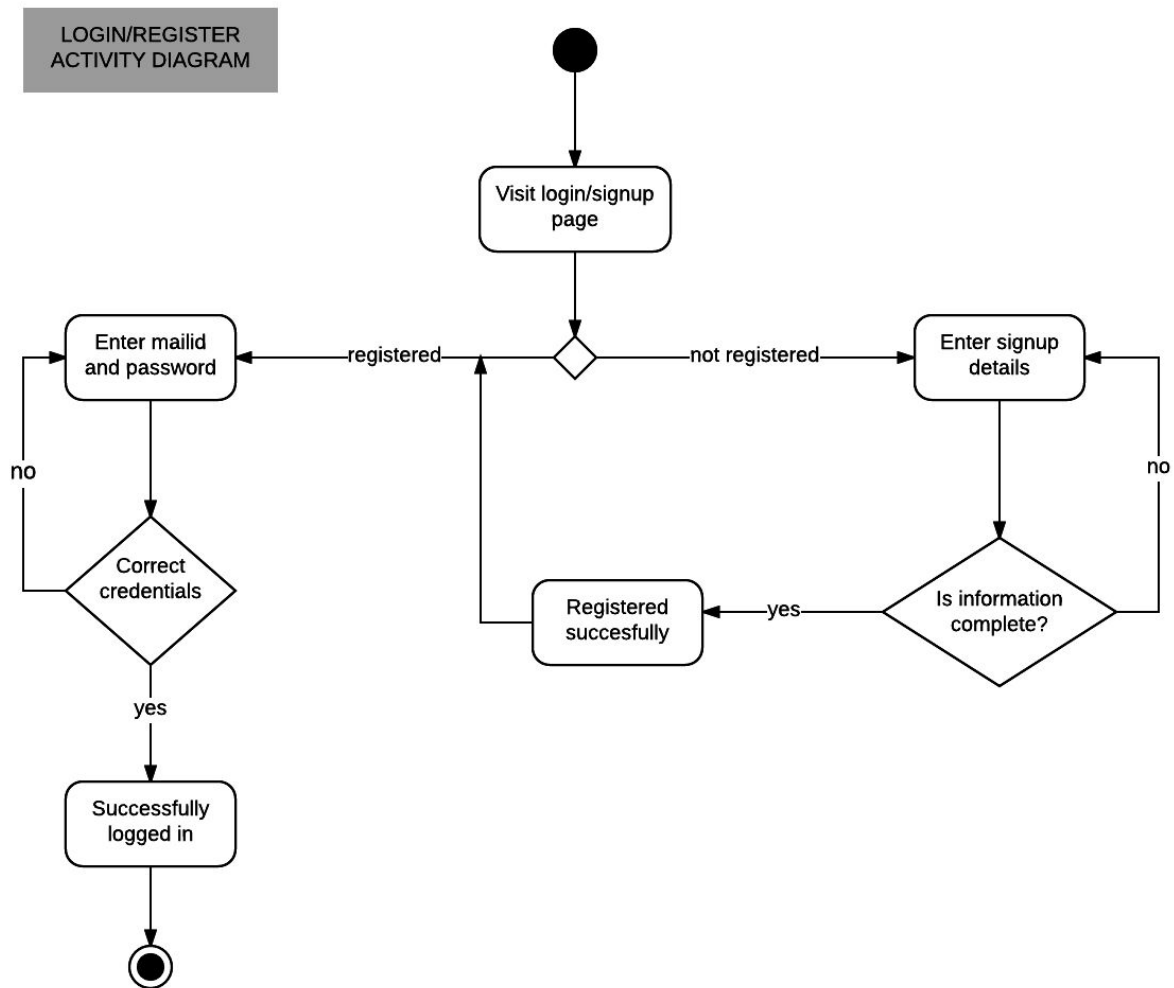 LOGIN/REGISTER
ACTIVITY DIAGRAM
Visit login/signup
page
Enter mailid
and password
registered
not registered
Enter signup
details
no
no
Correct
credentials
Registered
succesfully
yes
Is information
complete?
yes
Successfully
logged in